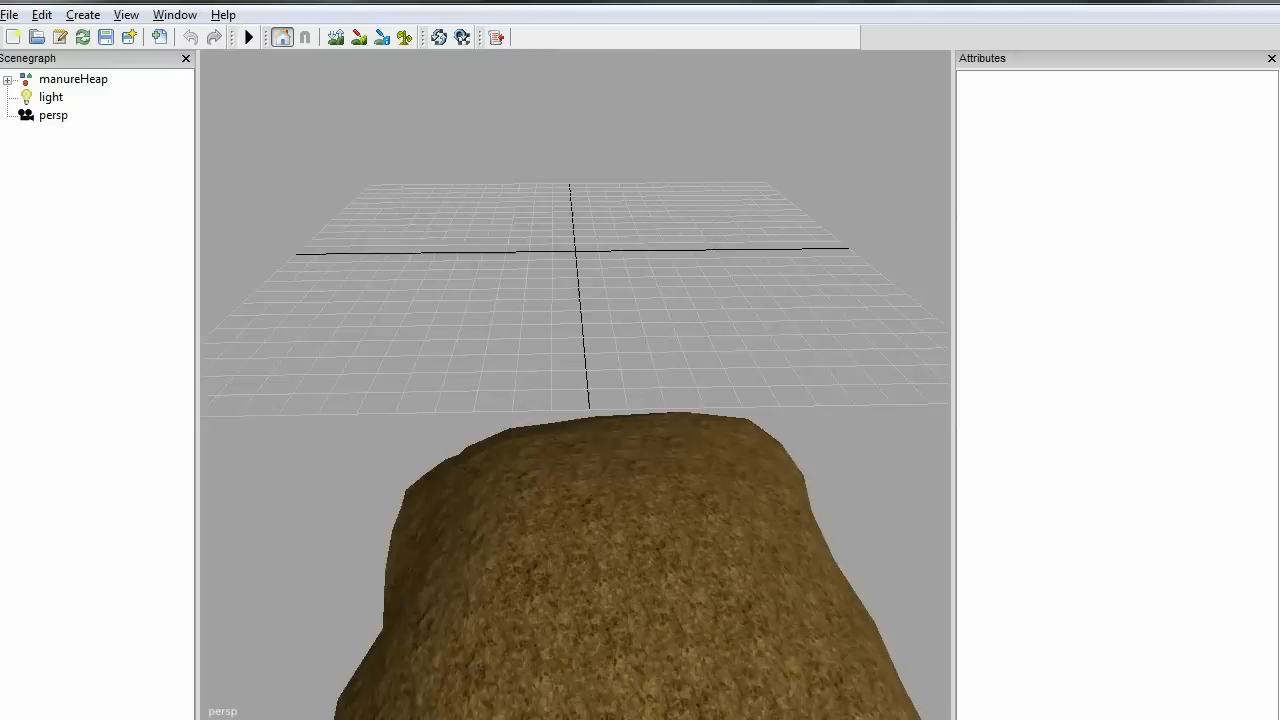 File Edit Create View Window Help
Scenegraph
Attributes
manureHeap
light
persp
persp